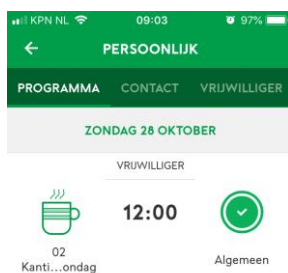 KPN NL 09:03 97%
PERSOONLIJK
PROGRAMMA CONTACT VRIJWILLIGER
ZONDAG 28 OKTOBER
VRIJWILLIGER
12:00
02
Kanti...ondag
Algemeen